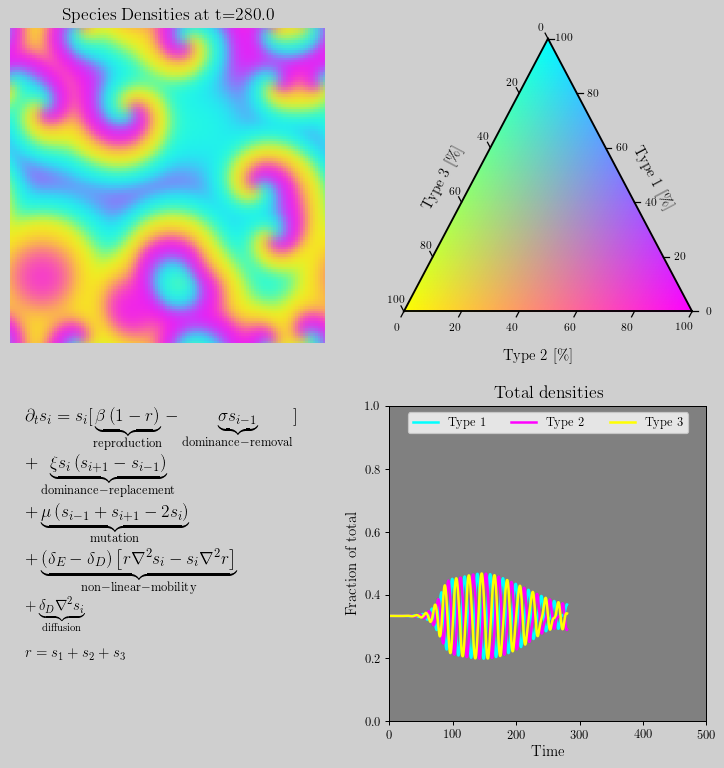 Species Densities at t=280.0
0
100
20
80
40
60
Type 3 [%]
Type 1 [%]
60
40
80
20
100
0
0 20 40 60 80 100
Type 2 [%]
∂ₜsᵢ = sᵢ[β(1 − r) − σsᵢ₋₁ ]
reproduction dominance−removal
+ ξsᵢ(sᵢ₊₁ − sᵢ₋₁)
dominance−replacement
+ μ(sᵢ₋₁ + sᵢ₊₁ − 2sᵢ)
mutation
+ (δ_E − δ_D)[r∇²sᵢ − sᵢ∇²r]
non−linear−mobility
+ δ_D∇²sᵢ
diffusion
r = s₁ + s₂ + s₃
Total densities
Type 1 Type 2 Type 3
1.0
0.8
0.6
0.4
0.2
0.0
Fraction of total
0 100 200 300 400 500
Time